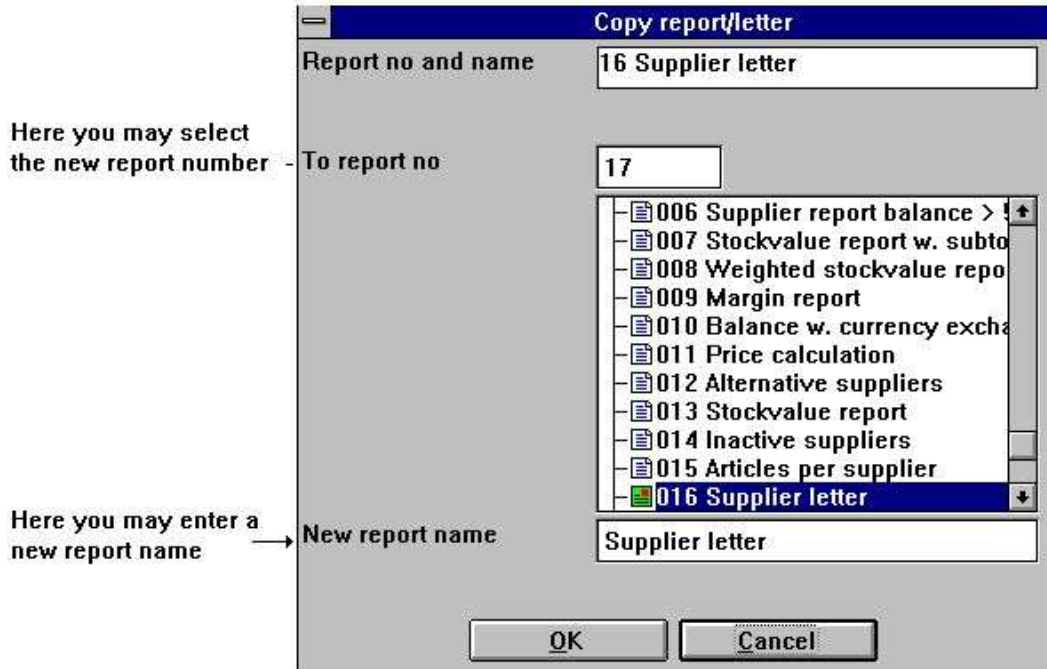 Copy report/letter
Report no and name
16 Supplier letter
Here you may select
the new report number
To report no
17
006 Supplier report balance >
007 Stockvalue report w. subto
008 Weighted stockvalue repo
009 Margin report
010 Balance w. currency excha
011 Price calculation
012 Alternative suppliers
013 Stockvalue report
014 Inactive suppliers
015 Articles per supplier
016 Supplier letter
Here you may enter a
new report name
New report name
Supplier letter
OK
Cancel